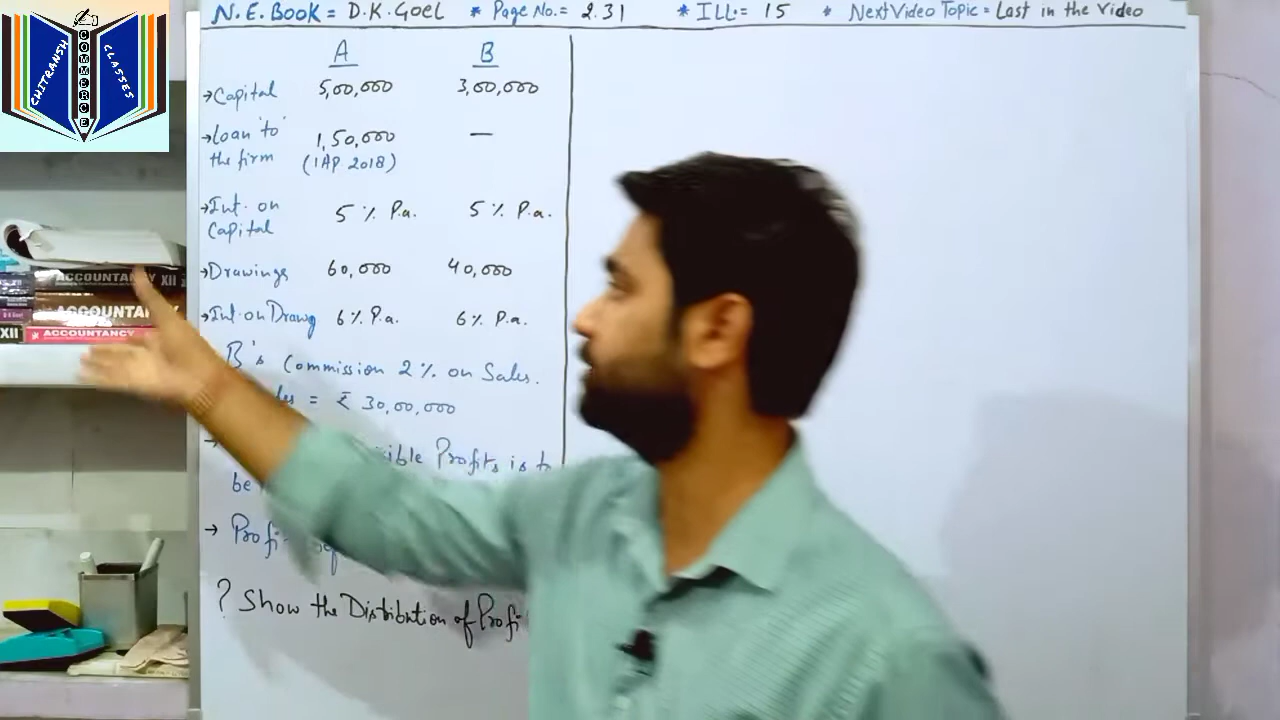 N.E. BOOK = D.K. GOEL * Page No. = 2.31 * ILL. = 15 * Next Video Topic = Last in the Video
CHITRANSH COMMERCE CLASSES
A B
→ Capital 5,00,000 3,00,000
→ Loan 'to' 1,50,000 —
the firm (1 AP. 2018)
→ Int. on 5 % P.a. 5 % P.a.
Capital
→ Drawings 60,000 40,000
→ Int. on Drawg 6 % P.a. 6 % P.a.
B's Commission 2 % on Sales.
= ₹ 30,00,000
Profits is to
be
→
? Show the Distribution of
ACCOUNTANCY XII
ACCOUNTANCY
XII ACCOUNTANCY